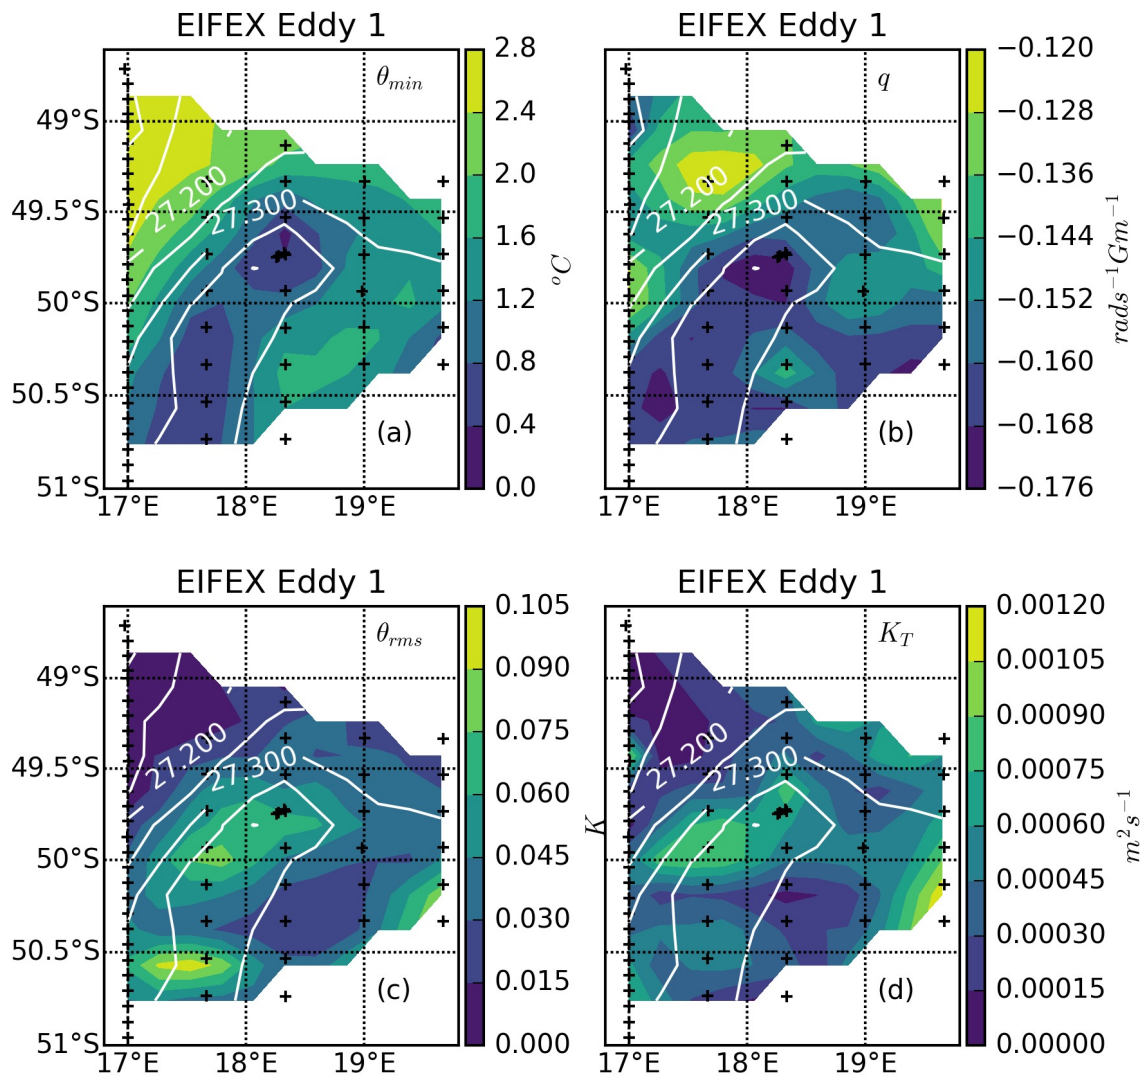 EIFEX Eddy 1
θmin
49°S
49.5°S
50°S
50.5°S
51°S
17°E
18°E
19°E
27.200
27.300
(a)
2.8
2.4
2.0
1.6
1.2
0.8
0.4
0.0
°C
EIFEX Eddy 1
q
17°E
18°E
19°E
27.200
27.300
(b)
−0.120
−0.128
−0.136
−0.144
−0.152
−0.160
−0.168
−0.176
rads⁻¹Gm⁻¹
EIFEX Eddy 1
θrms
49°S
49.5°S
50°S
50.5°S
51°S
17°E
18°E
19°E
27.200
27.300
(c)
0.105
0.090
0.075
0.060
0.045
0.030
0.015
0.000
K
EIFEX Eddy 1
K_T
17°E
18°E
19°E
27.200
27.300
(d)
0.00120
0.00105
0.00090
0.00075
0.00060
0.00045
0.00030
0.00015
0.00000
m²s⁻¹